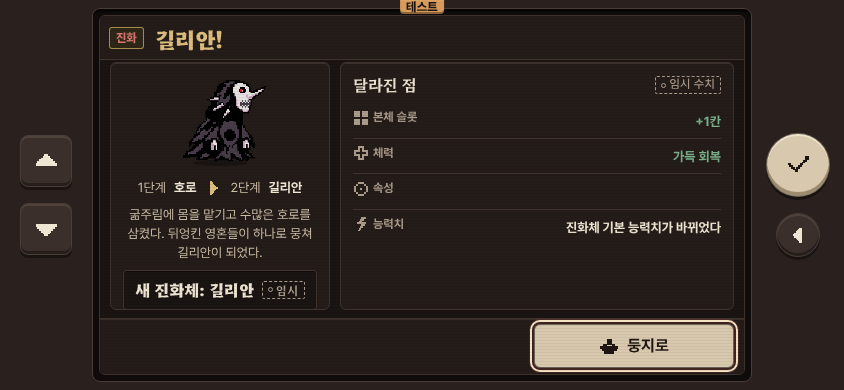 테스트
진화 길리안!
1단계 호로 2단계 길리안
굶주림에 몸을 맡기고 수많은 호로를
삼켰다. 뒤엉킨 영혼들이 하나로 뭉쳐
길리안이 되었다.
새 진화체: 길리안 임시
달라진 점 임시 수치
본체 슬롯 +1칸
체력 가득 회복
속성
능력치 진화체 기본 능력치가 바뀌었다
둥지로